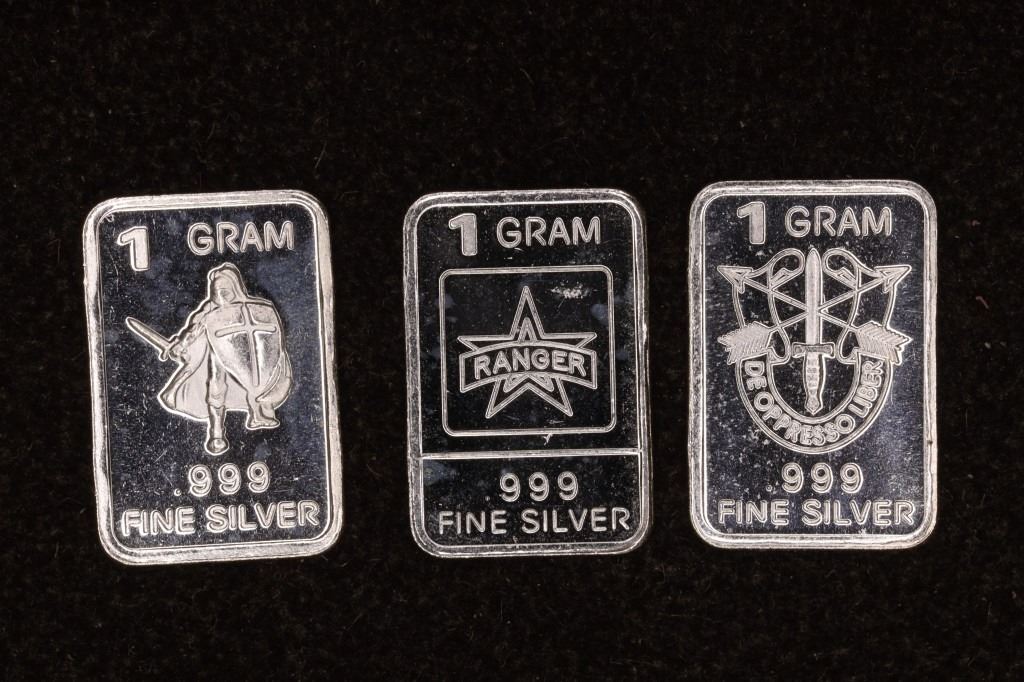 1 GRAM
.999
FINE SILVER
1 GRAM
RANGER
.999
FINE SILVER
1 GRAM
DE OPPRESSO LIBER
.999
FINE SILVER